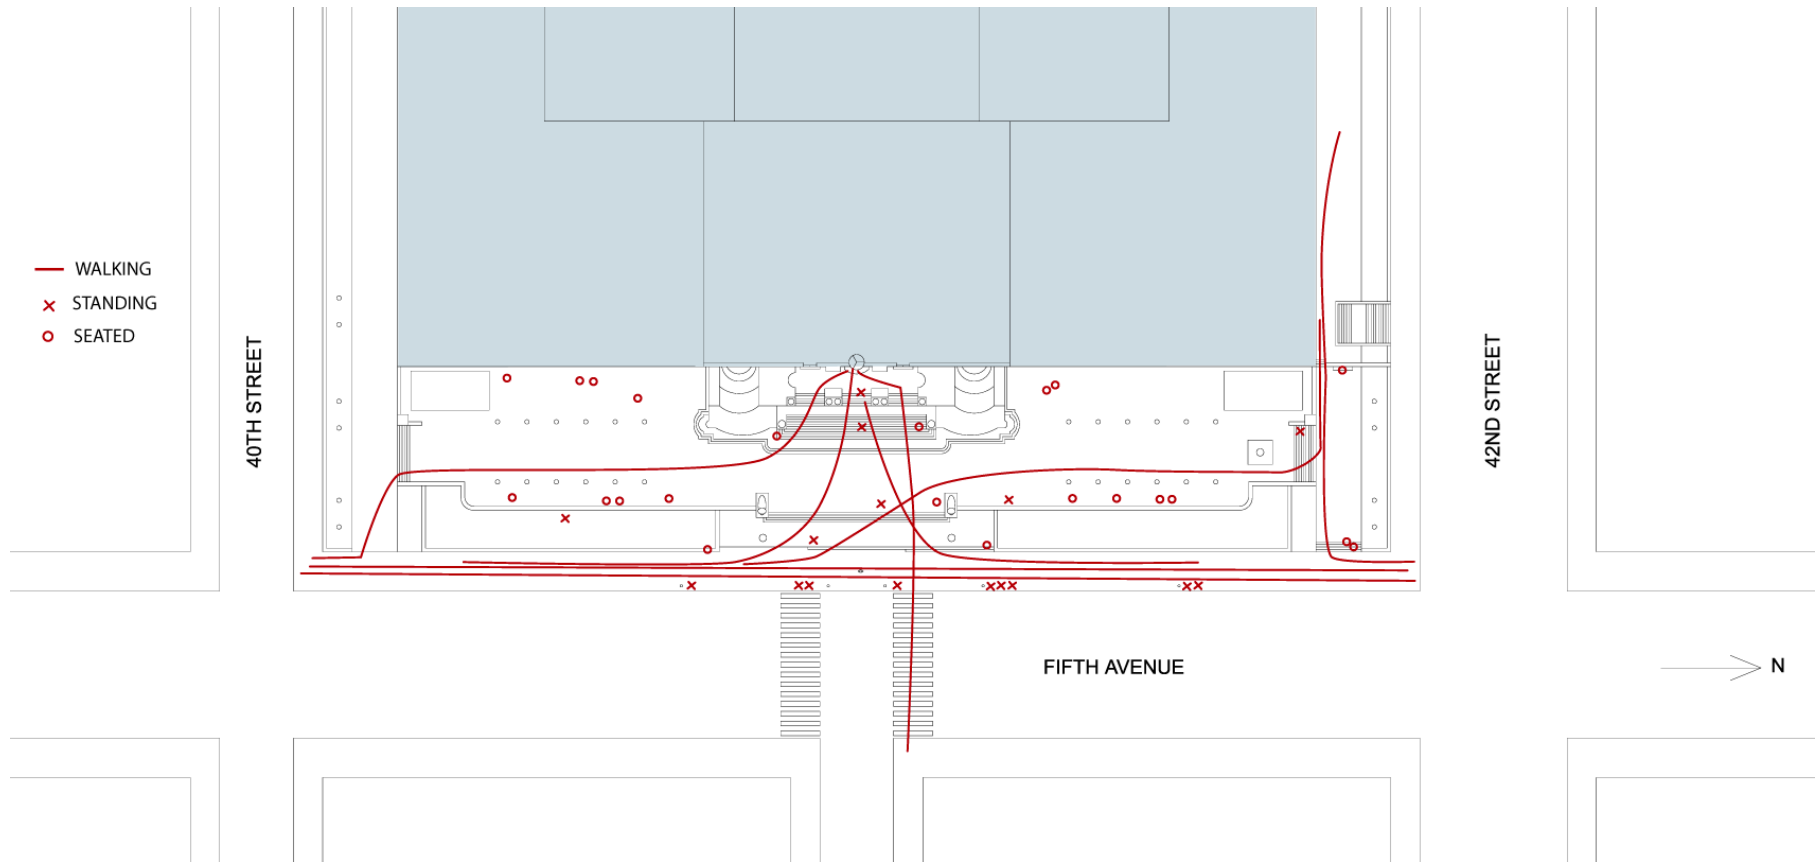 WALKING
STANDING
SEATED
40TH STREET
42ND STREET
FIFTH AVENUE
N